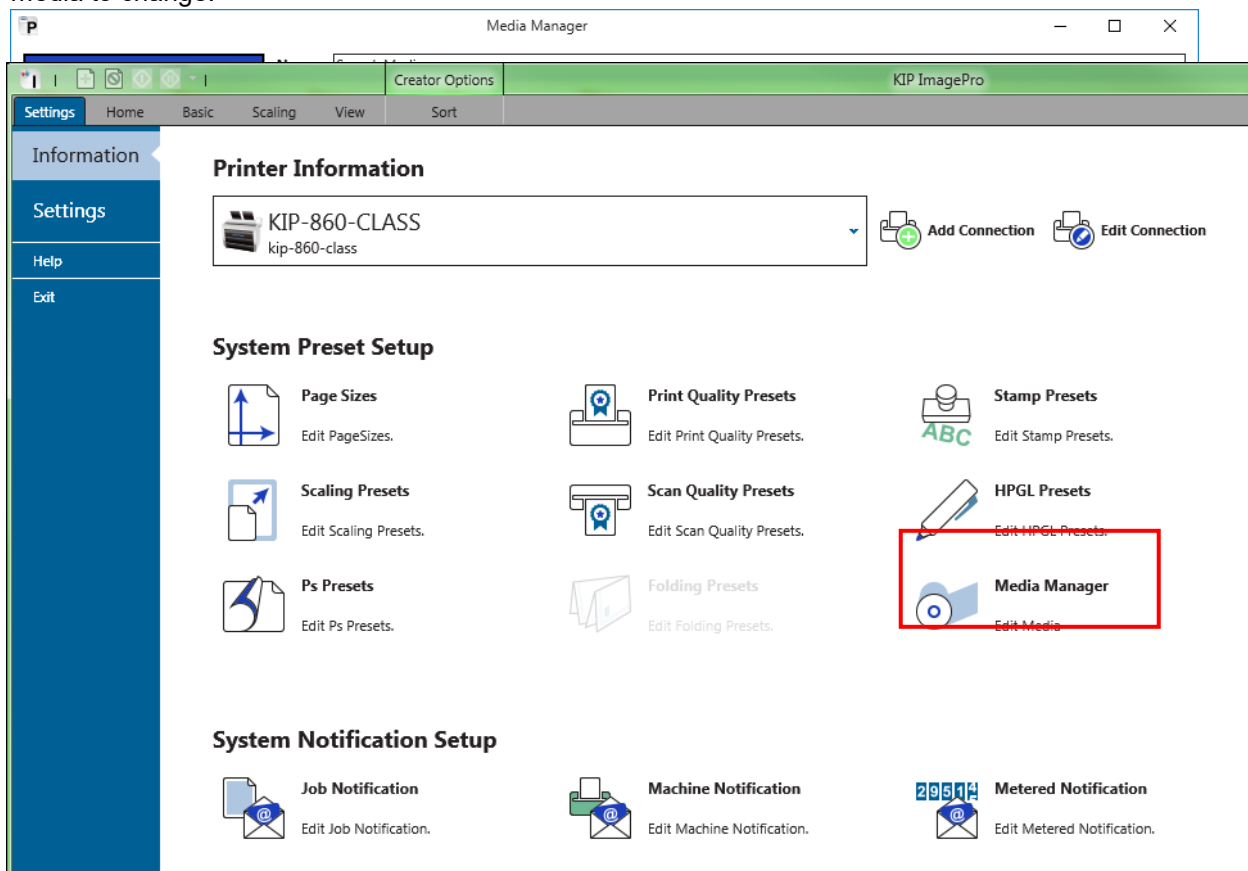 Media to change.
P Media Manager
Creator Options KIP ImagePro
Settings Home Basic Scaling View Sort
Information
Settings
Help
Exit
Printer Information
KIP-860-CLASS
kip-860-class
Add Connection Edit Connection
System Preset Setup
Page Sizes
Edit PageSizes.
Print Quality Presets
Edit Print Quality Presets.
Stamp Presets
Edit Stamp Presets.
ABC
Scaling Presets
Edit Scaling Presets.
Scan Quality Presets
Edit Scan Quality Presets.
HPGL Presets
Edit HPGL Presets.
Ps Presets
Edit Ps Presets.
Folding Presets
Edit Folding Presets.
Media Manager
Edit Media
System Notification Setup
Job Notification
Edit Job Notification.
Machine Notification
Edit Machine Notification.
2951
Metered Notification
Edit Metered Notification.